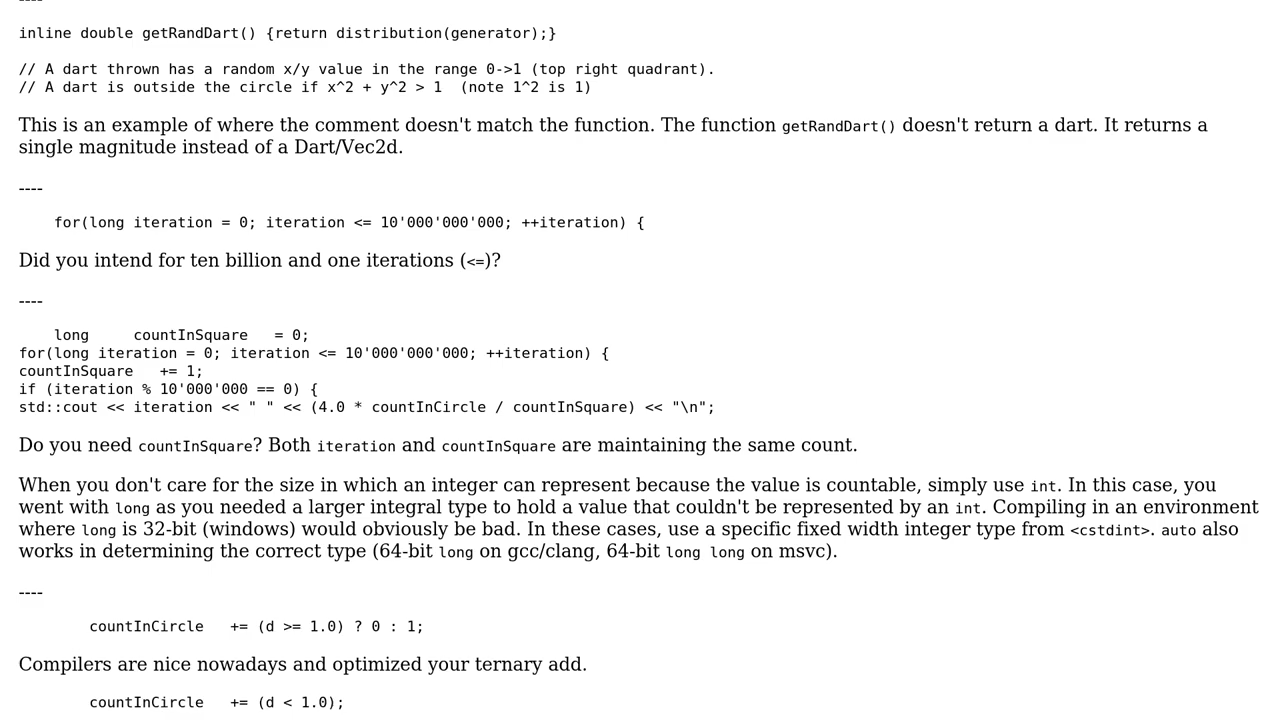 ----
inline double getRandDart() {return distribution(generator);}
// A dart thrown has a random x/y value in the range 0->1 (top right quadrant).
// A dart is outside the circle if x^2 + y^2 > 1  (note 1^2 is 1)
This is an example of where the comment doesn't match the function. The function getRandDart() doesn't return a dart. It returns a
single magnitude instead of a Dart/Vec2d.
----
    for(long iteration = 0; iteration <= 10'000'000'000; ++iteration) {
Did you intend for ten billion and one iterations (<=)?
----
    long     countInSquare   = 0;
for(long iteration = 0; iteration <= 10'000'000'000; ++iteration) {
countInSquare   += 1;
if (iteration % 10'000'000 == 0) {
std::cout << iteration << " " << (4.0 * countInCircle / countInSquare) << "\n";
Do you need countInSquare? Both iteration and countInSquare are maintaining the same count.
When you don't care for the size in which an integer can represent because the value is countable, simply use int. In this case, you
went with long as you needed a larger integral type to hold a value that couldn't be represented by an int. Compiling in an environment
where long is 32-bit (windows) would obviously be bad. In these cases, use a specific fixed width integer type from <cstdint>. auto also
works in determining the correct type (64-bit long on gcc/clang, 64-bit long long on msvc).
----
        countInCircle   += (d >= 1.0) ? 0 : 1;
Compilers are nice nowadays and optimized your ternary add.
        countInCircle   += (d < 1.0);